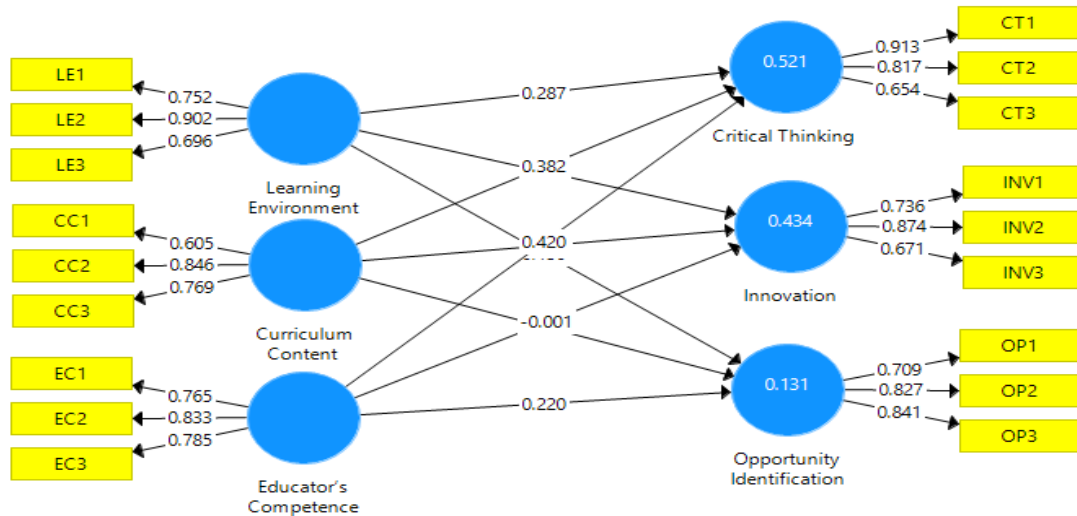 LE1
0.752
LE2
0.902
LE3
0.696
Learning
Environment
CC1
0.605
CC2
0.846
CC3
0.769
Curriculum
Content
EC1
0.765
EC2
0.833
EC3
0.785
Educator's
Competence
0.287
0.382
0.420
-0.001
0.220
0.521
Critical Thinking
0.913
CT1
0.817
CT2
0.654
CT3
0.434
Innovation
0.736
INV1
0.874
INV2
0.671
INV3
0.131
Opportunity
Identification
0.709
OP1
0.827
OP2
0.841
OP3